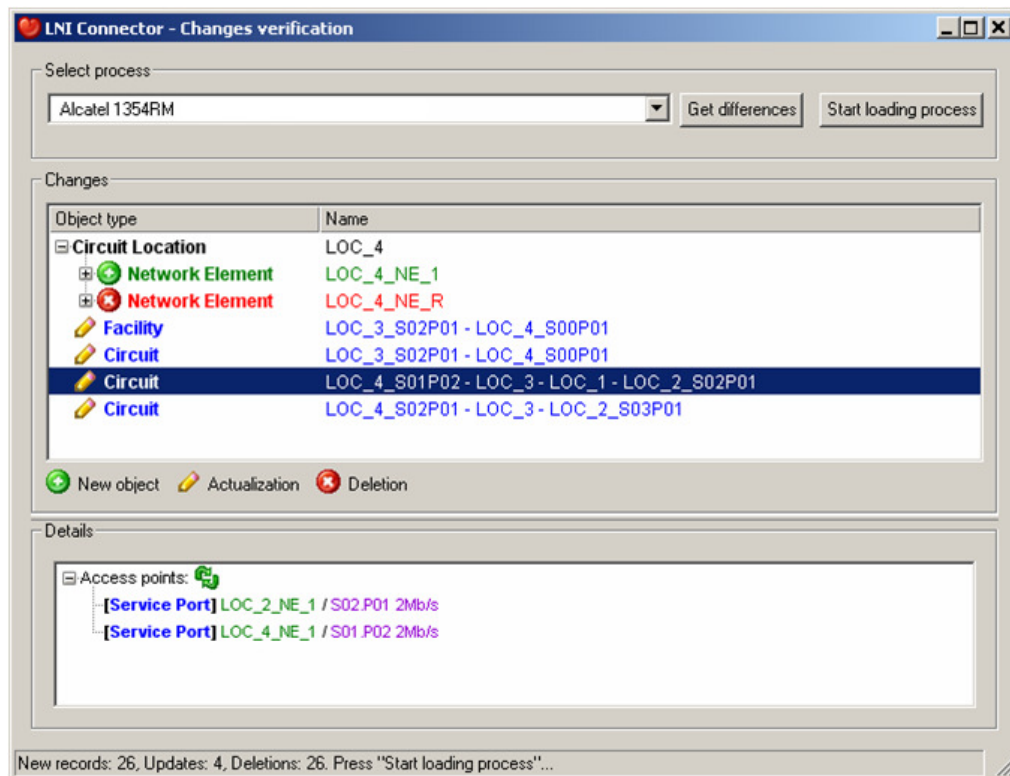 LNI Connector - Changes verification
Select process
Alcatel 1354RM Get differences Start loading process
Changes
Object type Name
Circuit Location LOC_4
Network Element LOC_4_NE_1
Network Element LOC_4_NE_R
Facility LOC_3_S02P01 - LOC_4_S00P01
Circuit LOC_3_S02P01 - LOC_4_S00P01
Circuit LOC_4_S01P02 - LOC_3 - LOC_1 - LOC_2_S02P01
Circuit LOC_4_S02P01 - LOC_3 - LOC_2_S03P01
New object Actualization Deletion
Details
Access points:
[Service Port] LOC_2_NE_1 / S02.P01 2Mb/s
[Service Port] LOC_4_NE_1 / S01.P02 2Mb/s
New records: 26, Updates: 4, Deletions: 26. Press "Start loading process"...